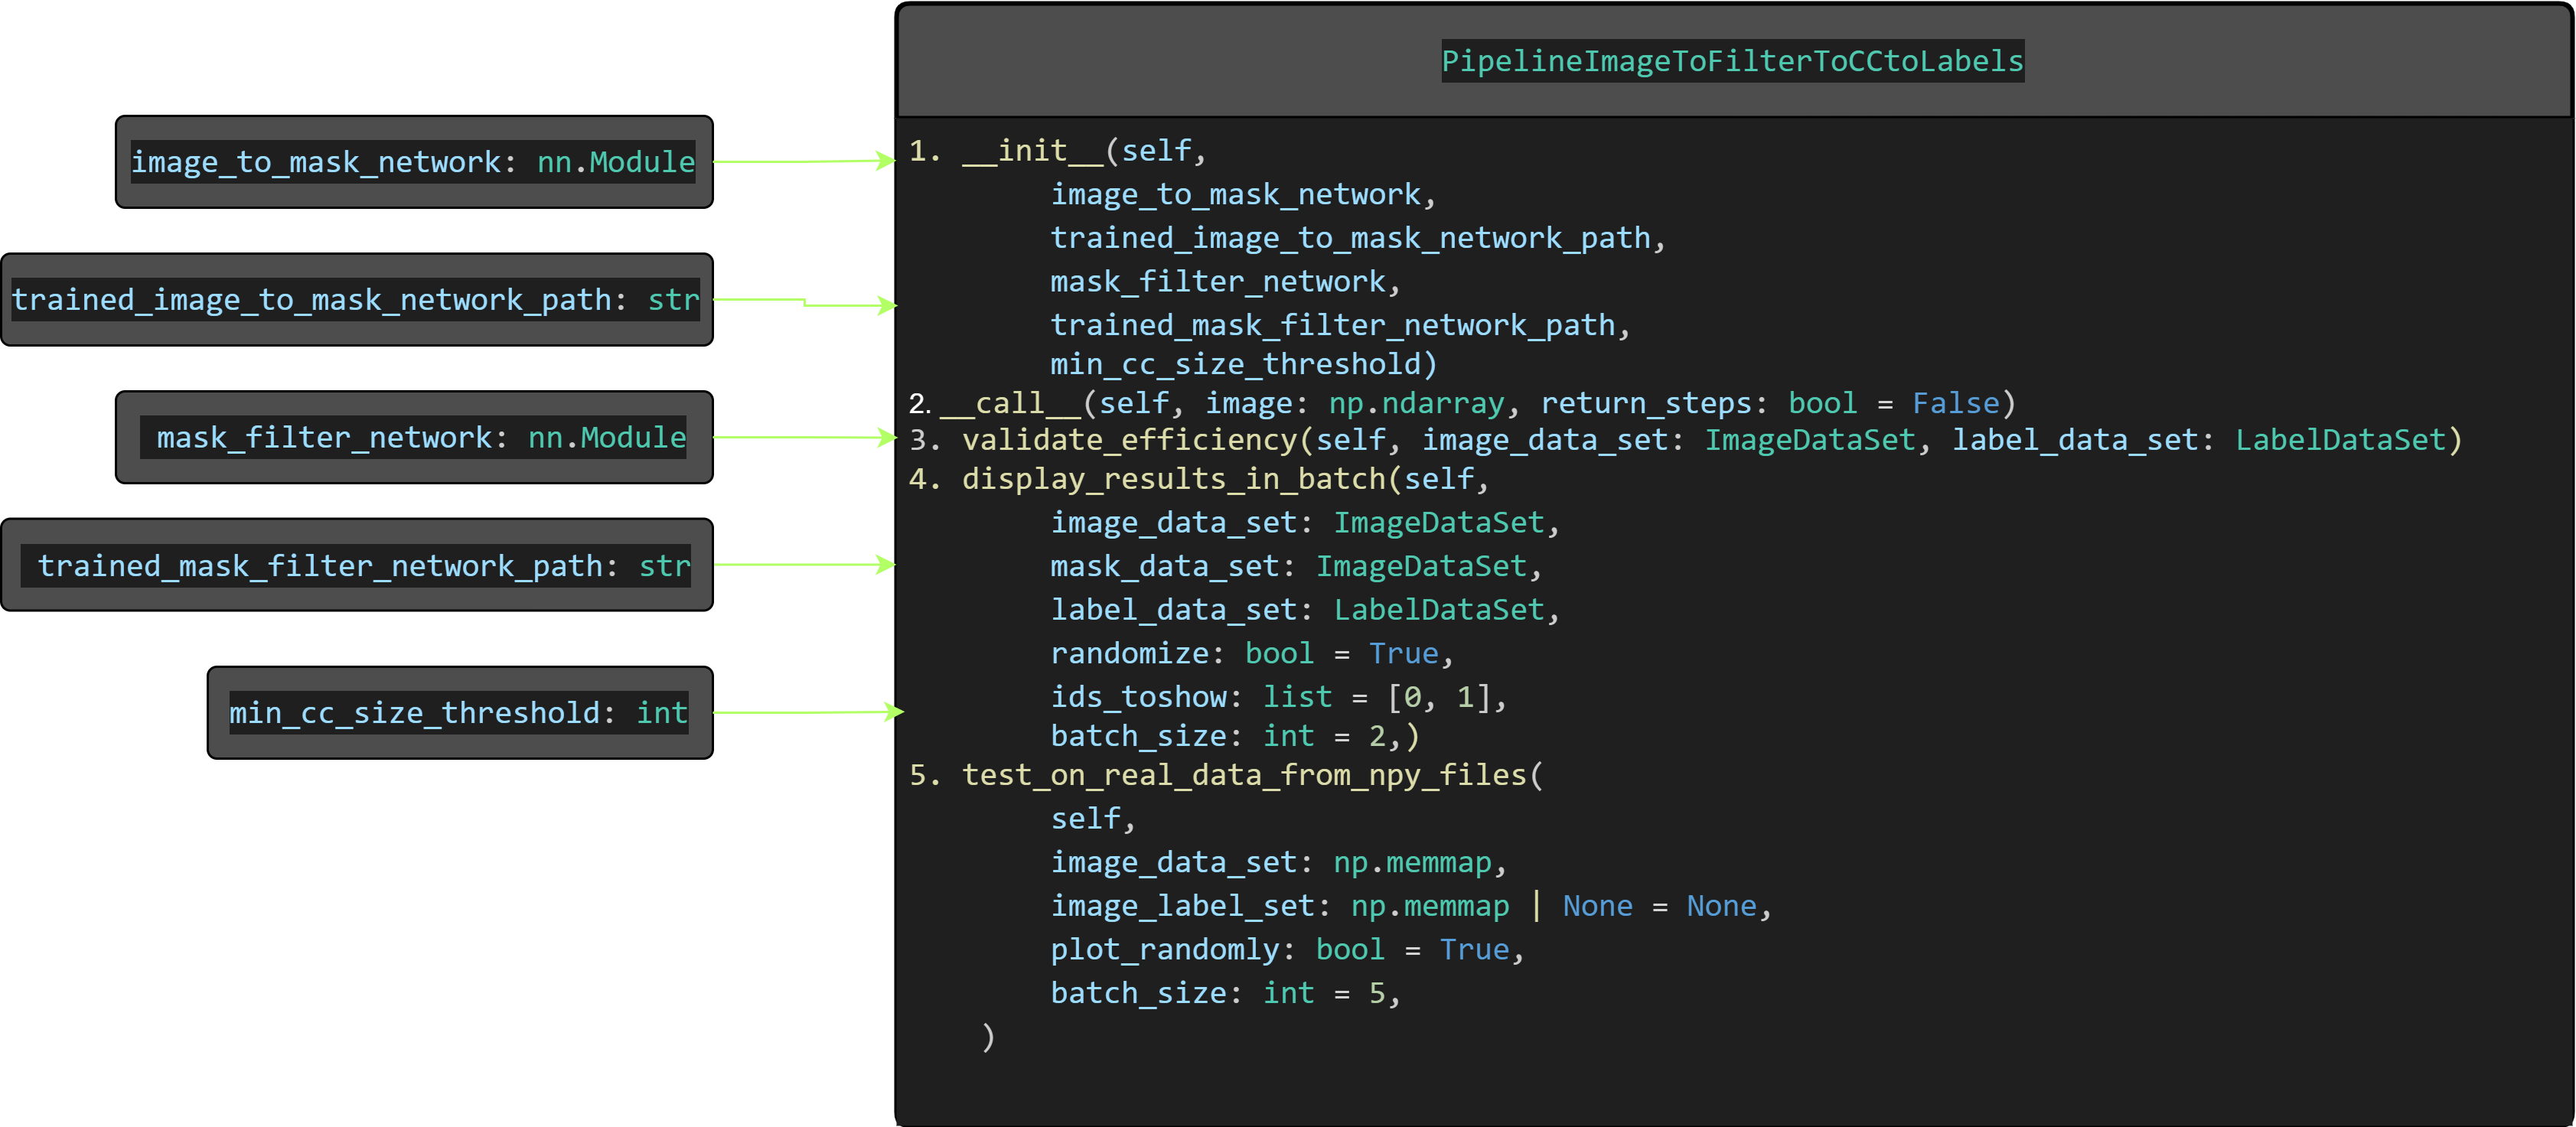 PipelineImageToFilterToCCtoLabels
image_to_mask_network: nn.Module
trained_image_to_mask_network_path: str
mask_filter_network: nn.Module
trained_mask_filter_network_path: str
min_cc_size_threshold: int
1. __init__(self,
image_to_mask_network,
trained_image_to_mask_network_path,
mask_filter_network,
trained_mask_filter_network_path,
min_cc_size_threshold)
2. __call__(self, image: np.ndarray, return_steps: bool = False)
3. validate_efficiency(self, image_data_set: ImageDataSet, label_data_set: LabelDataSet)
4. display_results_in_batch(self,
image_data_set: ImageDataSet,
mask_data_set: ImageDataSet,
label_data_set: LabelDataSet,
randomize: bool = True,
ids_toshow: list = [0, 1],
batch_size: int = 2,)
5. test_on_real_data_from_npy_files(
self,
image_data_set: np.memmap,
image_label_set: np.memmap | None = None,
plot_randomly: bool = True,
batch_size: int = 5,
)